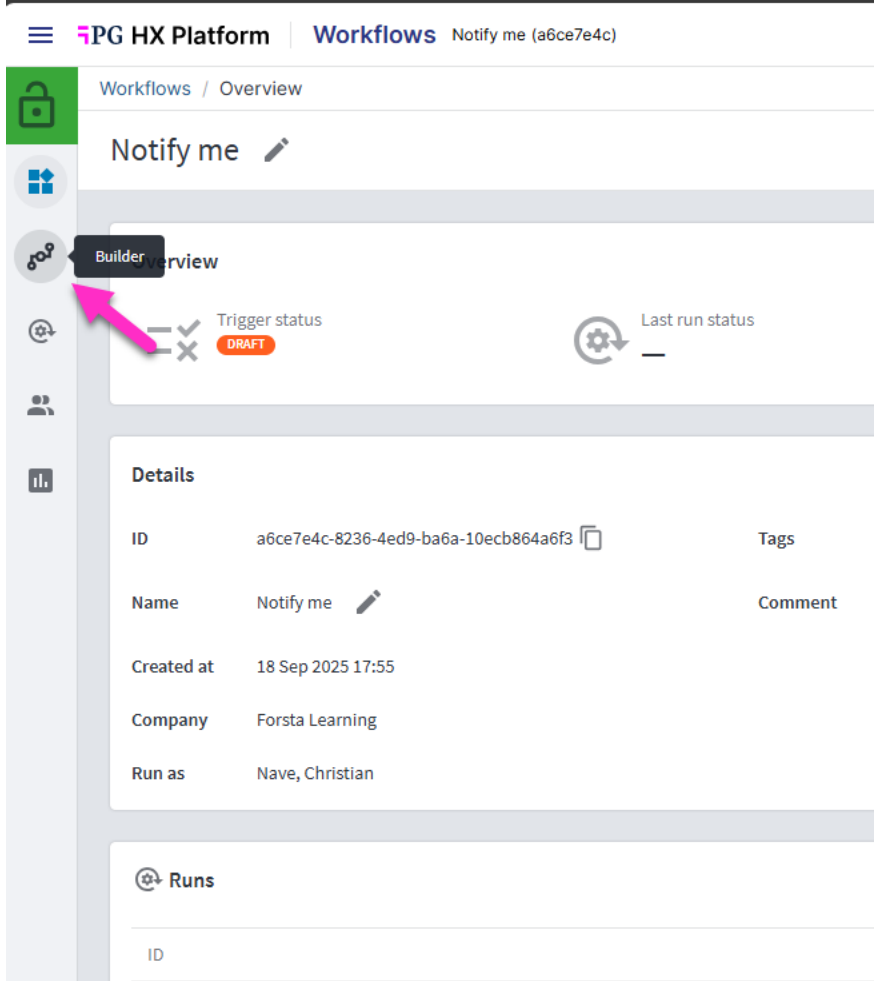 PG HX Platform Workflows Notify me (a6ce7e4c)
Workflows / Overview
Notify me
Builder
Overview
Trigger status
DRAFT
Last run status
—
Details
ID a6ce7e4c-8236-4ed9-ba6a-10ecb864a6f3 Tags
Name Notify me Comment
Created at 18 Sep 2025 17:55
Company Forsta Learning
Run as Nave, Christian
Runs
ID